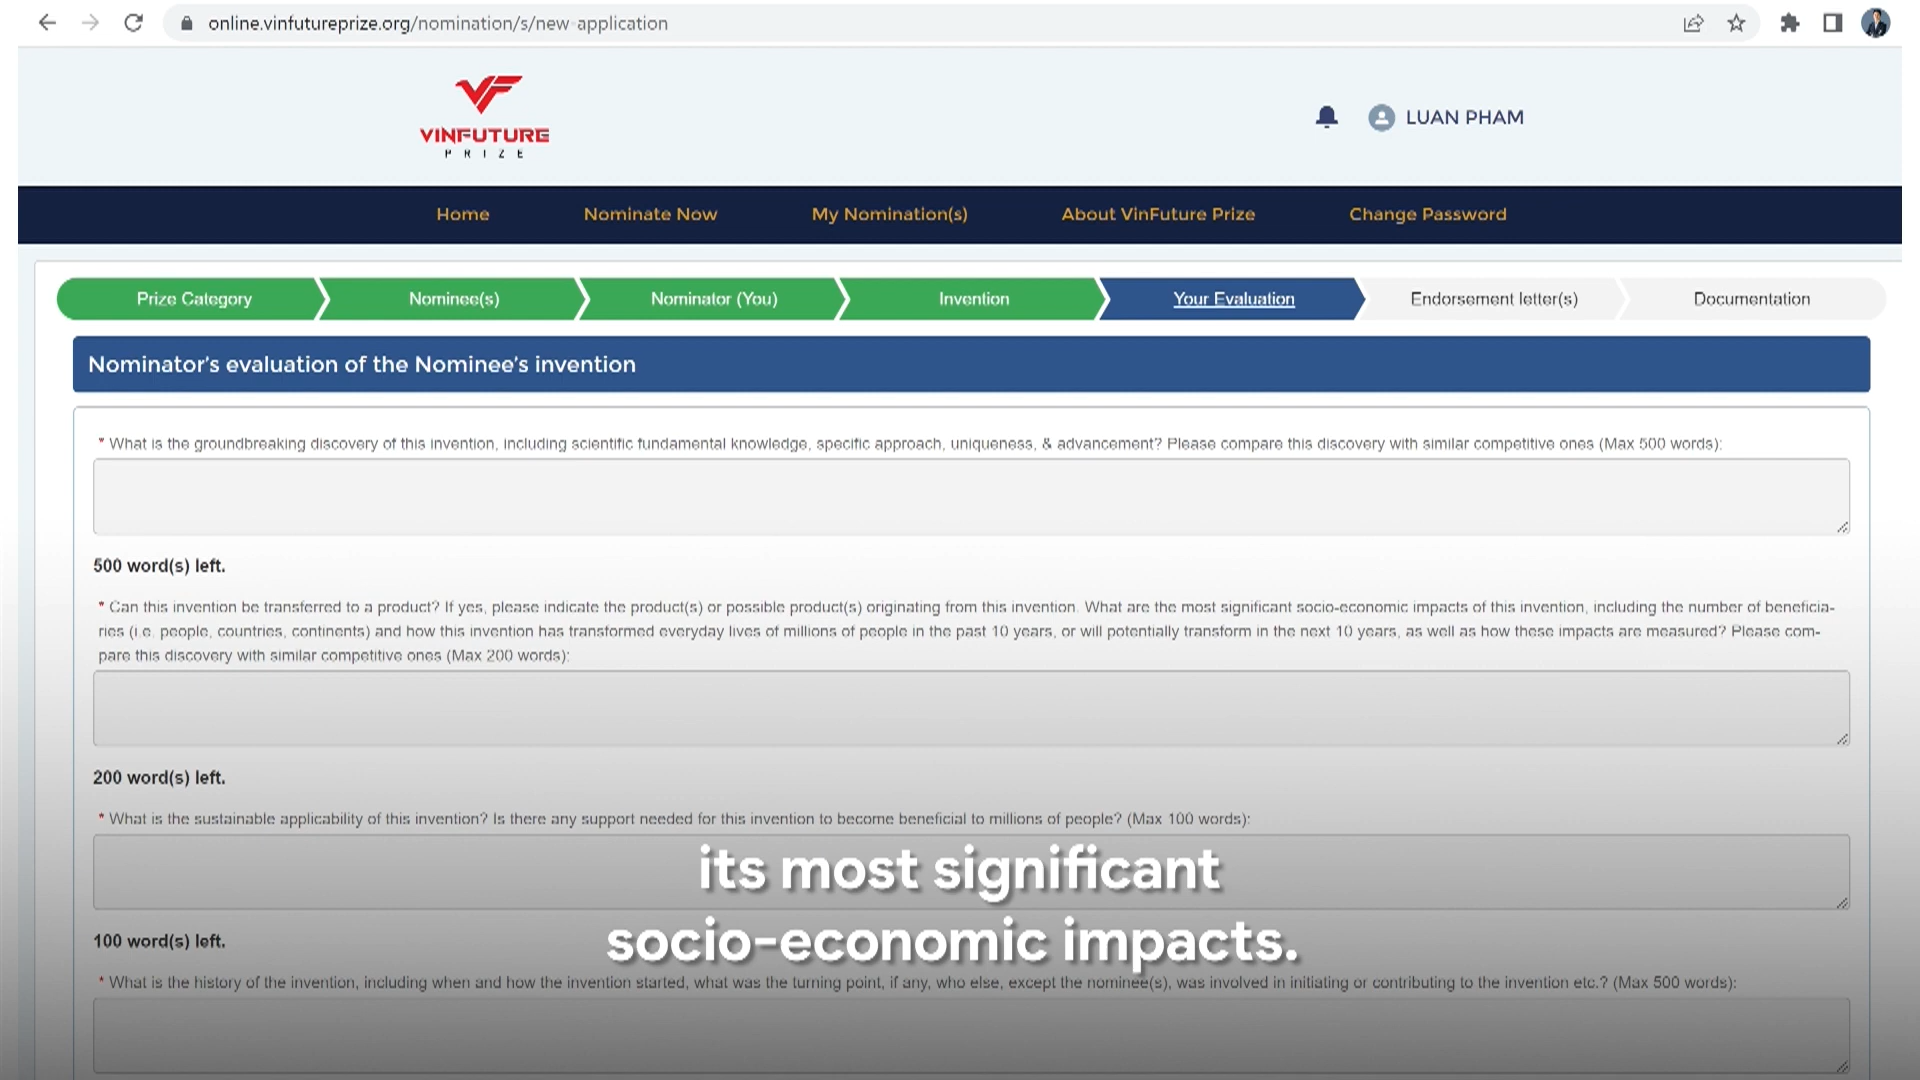 online.vinfutureprize.org/nomination/s/new-application
VINFUTURE
PRIZE
LUAN PHAM
Home
Nominate Now
My Nomination(s)
About VinFuture Prize
Change Password
Prize Category
Nominee(s)
Nominator (You)
Invention
Your Evaluation
Endorsement letter(s)
Documentation
Nominator's evaluation of the Nominee's invention
* What is the groundbreaking discovery of this invention, including scientific fundamental knowledge, specific approach, uniqueness, & advancement? Please compare this discovery with similar competitive ones (Max 500 words):
500 word(s) left.
* Can this invention be transferred to a product? If yes, please indicate the product(s) or possible product(s) originating from this invention. What are the most significant socio-economic impacts of this invention, including the number of beneficia-
ries (i.e. people, countries, continents) and how this invention has transformed everyday lives of millions of people in the past 10 years, or will potentially transform in the next 10 years, as well as how these impacts are measured? Please com-
pare this discovery with similar competitive ones (Max 200 words):
200 word(s) left.
* What is the sustainable applicability of this invention? Is there any support needed for this invention to become beneficial to millions of people? (Max 100 words):
its most significant
socio-economic impacts.
100 word(s) left.
* What is the history of the invention, including when and how the invention started, what was the turning point, if any, who else, except the nominee(s), was involved in initiating or contributing to the invention etc.? (Max 500 words):